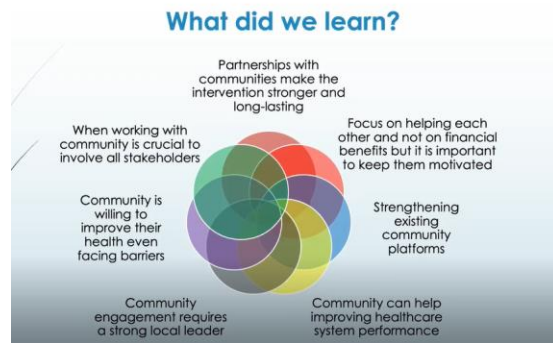 What did we learn?
Partnerships with
communities make the
intervention stronger and
long-lasting
Focus on helping each
other and not on financial
benefits but it is important
to keep them motivated
Strengthening
existing
community
platforms
Community can help
improving healthcare
system performance
Community
engagement requires
a strong local leader
Community is
willing to
improve their
health even
facing barriers
When working with
community is crucial to
involve all stakeholders